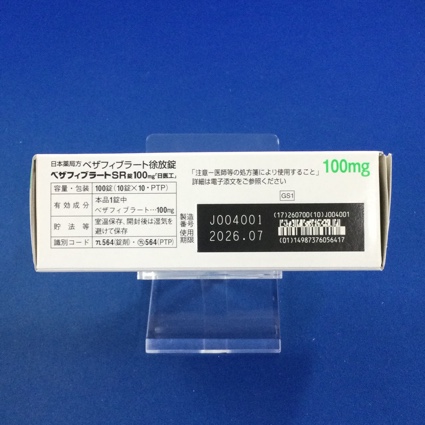 日本薬局方 ベザフィブラート徐放錠
ベザフィブラートSR錠100mg「日医工」
容量・包装 100錠(10錠×10・PTP)
有効成分 本品1錠中
ベザフィブラート…100mg
貯法等 室温保存、開封後は湿気を
避けて保存
識別コード 564(錠剤)・564(PTP)
「注意-医師等の処方箋により使用すること」
詳細は電子添文をご参照ください
100mg
GS1
製造番号 J004001
使用期限 2026.07
(17)260700(10)J004001
(01)14987376056417